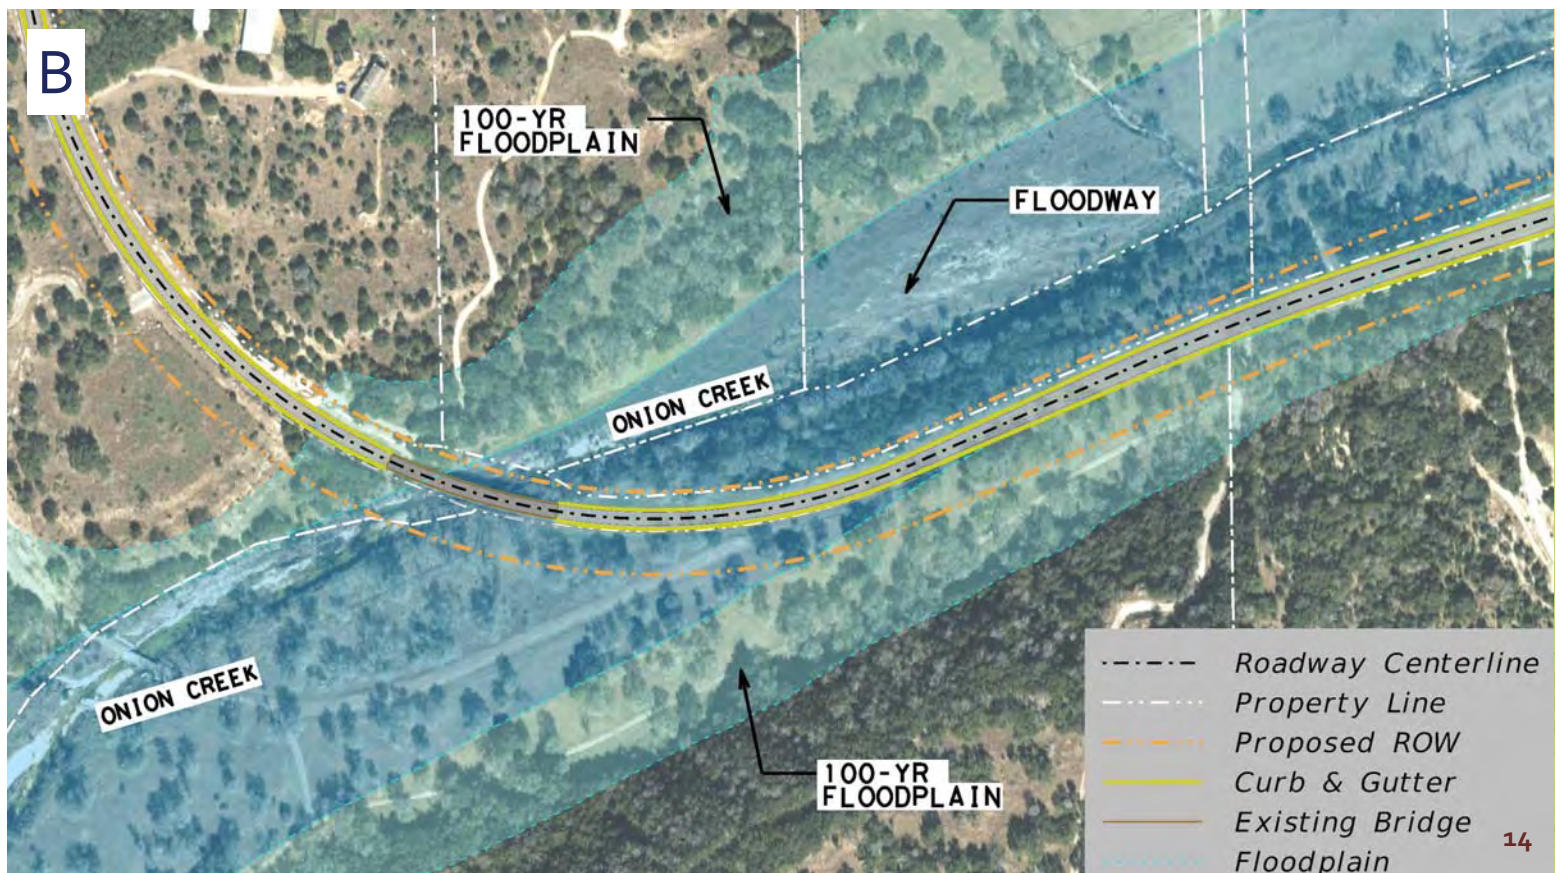 B
100-YR
FLOODPLAIN
FLOODWAY
ONION CREEK
ONION CREEK
100-YR
FLOODPLAIN
Roadway Centerline
Property Line
Proposed ROW
Curb & Gutter
Existing Bridge
Floodplain
14